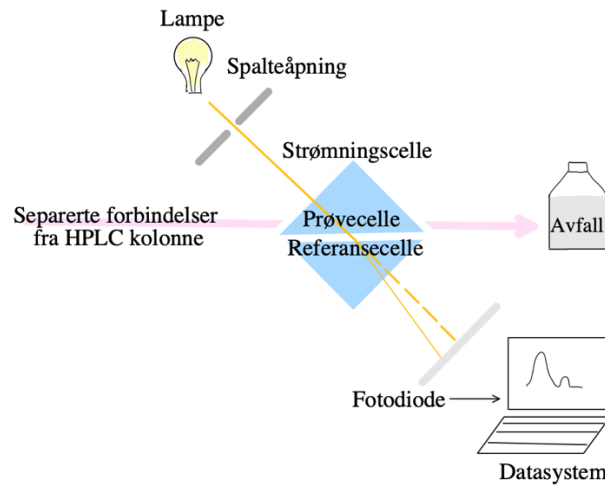 Lampe
Spalteåpning
Strømningscelle
Separerte forbindelser
fra HPLC kolonne
Prøvecelle
Referansecelle
Avfall
Fotodiode
Datasystem